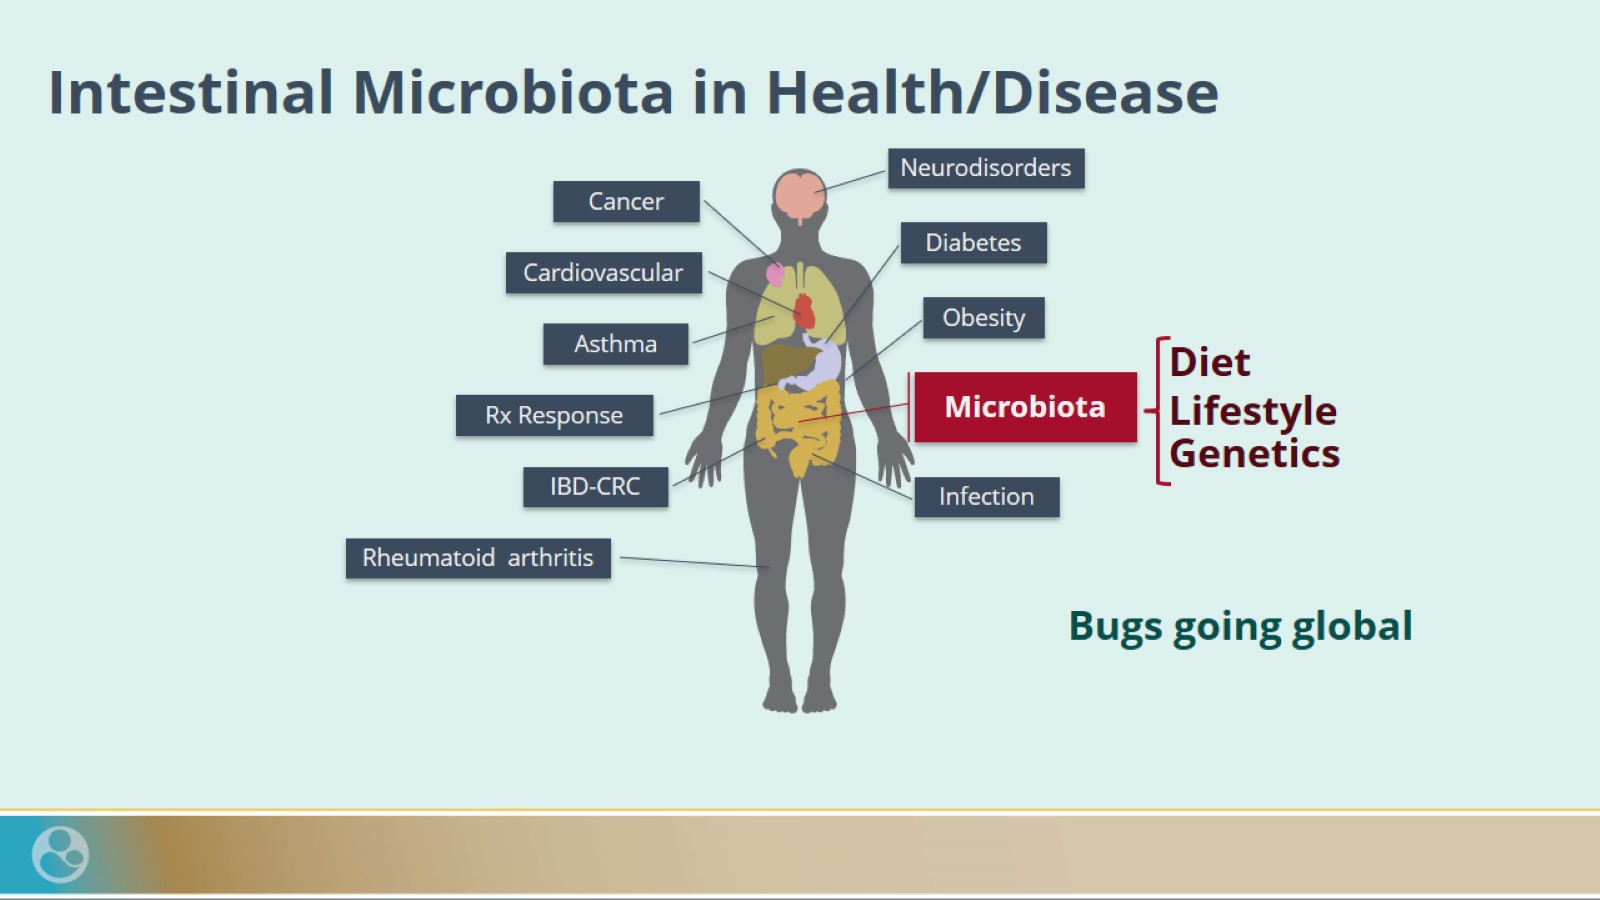 Intestinal Microbiota in Health/Disease
Neurodisorders
Cancer
Diabetes
Cardiovascular
Obesity
Asthma
Diet
Microbiota
Lifestyle
Rx Response
Genetics
IBD-CRC
Infection
Rheumatoid arthritis
Bugs going global